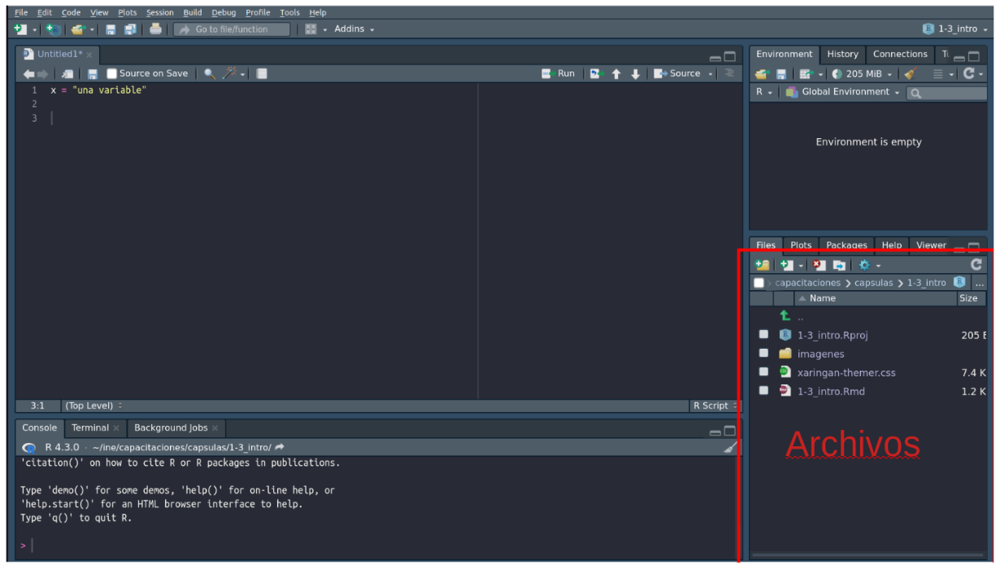 File Edit Code View Plots Session Build Debug Profile Tools Help
Go to file/function Addins 1-3_intro
Untitled1*
Source on Save Run Source
1 x = "una variable"
2
3
3:1 (Top Level) R Script
Console Terminal Background Jobs
R 4.3.0 · ~/ine/capacitaciones/capsulas/1-3_intro/
'citation()' on how to cite R or R packages in publications.
Type 'demo()' for some demos, 'help()' for on-line help, or
'help.start()' for an HTML browser interface to help.
Type 'q()' to quit R.
>
Environment History Connections
205 MiB
R Global Environment
Environment is empty
Files Plots Packages Help Viewer
capacitaciones capsulas 1-3_intro ...
Name Size
..
1-3_intro.Rproj 205
imagenes
xaringan-themer.css 7.4 K
1-3_intro.Rmd 1.2 K
Archivos